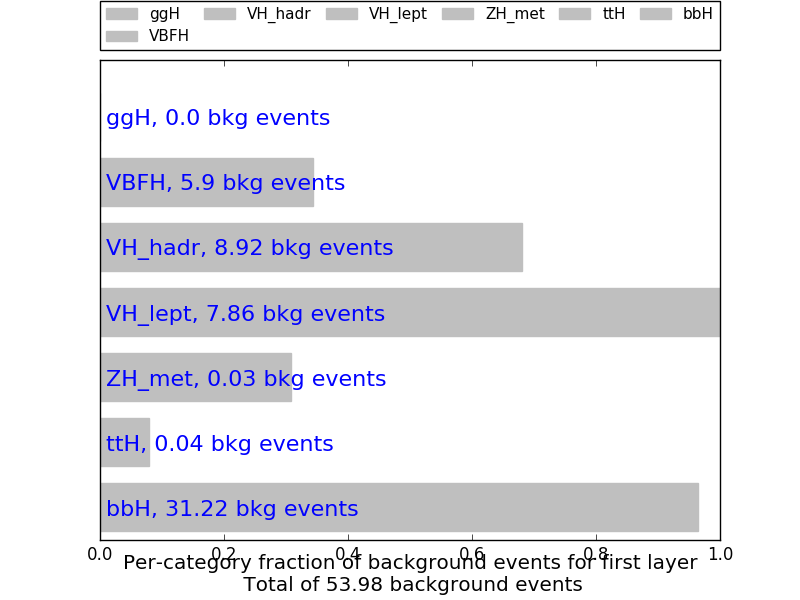 ggH VH_hadr VH_lept ZH_met ttH bbH
VBFH
ggH, 0.0 bkg events
VBFH, 5.9 bkg events
VH_hadr, 8.92 bkg events
VH_lept, 7.86 bkg events
ZH_met, 0.03 bkg events
ttH, 0.04 bkg events
bbH, 31.22 bkg events
0.0 0.2 0.4 0.6 0.8 1.0
Per-category fraction of background events for first layer
Total of 53.98 background events